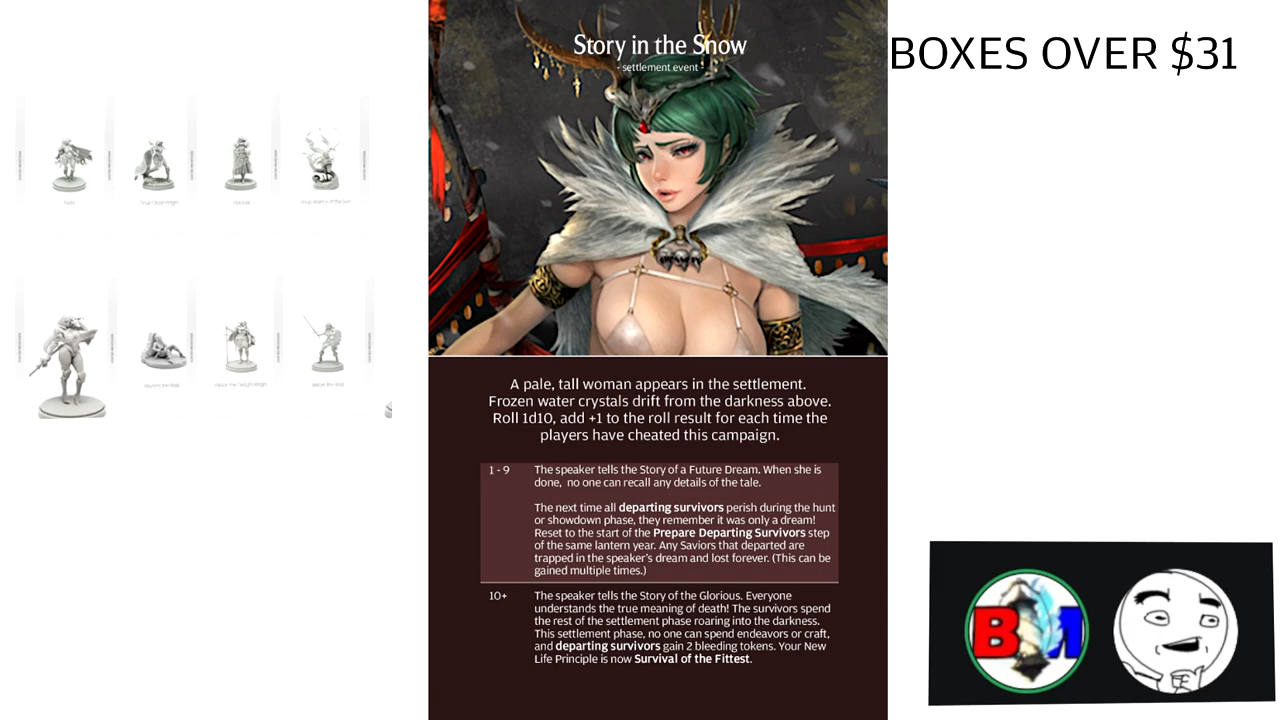 Story in the Snow
- settlement event -
BOXES OVER $31
A pale, tall woman appears in the settlement.
Frozen water crystals drift from the darkness above.
Roll 1d10, add +1 to the roll result for each time the
players have cheated this campaign.
1 - 9
The speaker tells the Story of a Future Dream. When she is
done, no one can recall any details of the tale.
The next time all departing survivors perish during the hunt
or showdown phase, they remember it was only a dream!
Reset to the start of the Prepare Departing Survivors step
of the same lantern year. Any Saviors that departed are
trapped in the speaker's dream and lost forever. (This can be
gained multiple times.)
10+
The speaker tells the Story of the Glorious. Everyone
understands the true meaning of death! The survivors spend
the rest of the settlement phase roaring into the darkness.
This settlement phase, no one can spend endeavors or craft,
and departing survivors gain 2 bleeding tokens. Your New
Life Principle is now Survival of the Fittest.
B